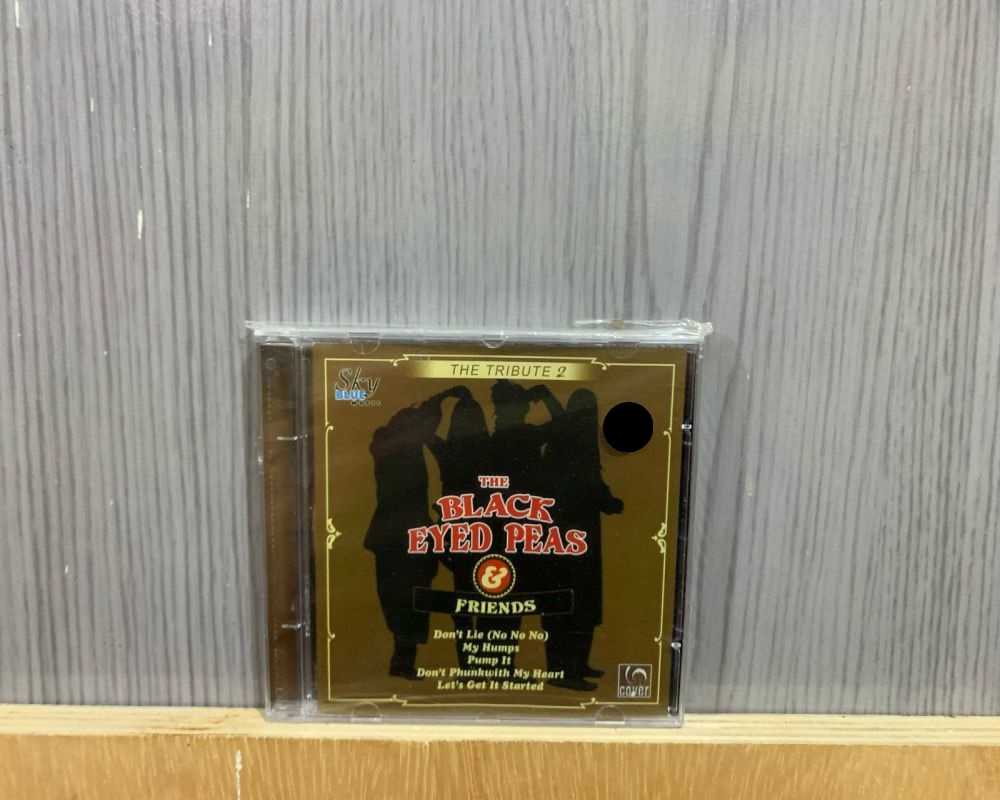 THE TRIBUTE 2
Sky
BLUE
MUSIC
THE
BLACK
EYED PEAS
&
FRIENDS
Don't Lie (No No No)
My Humps
Pump It
Don't Phunkwith My Heart
Let's Get It Started
cover